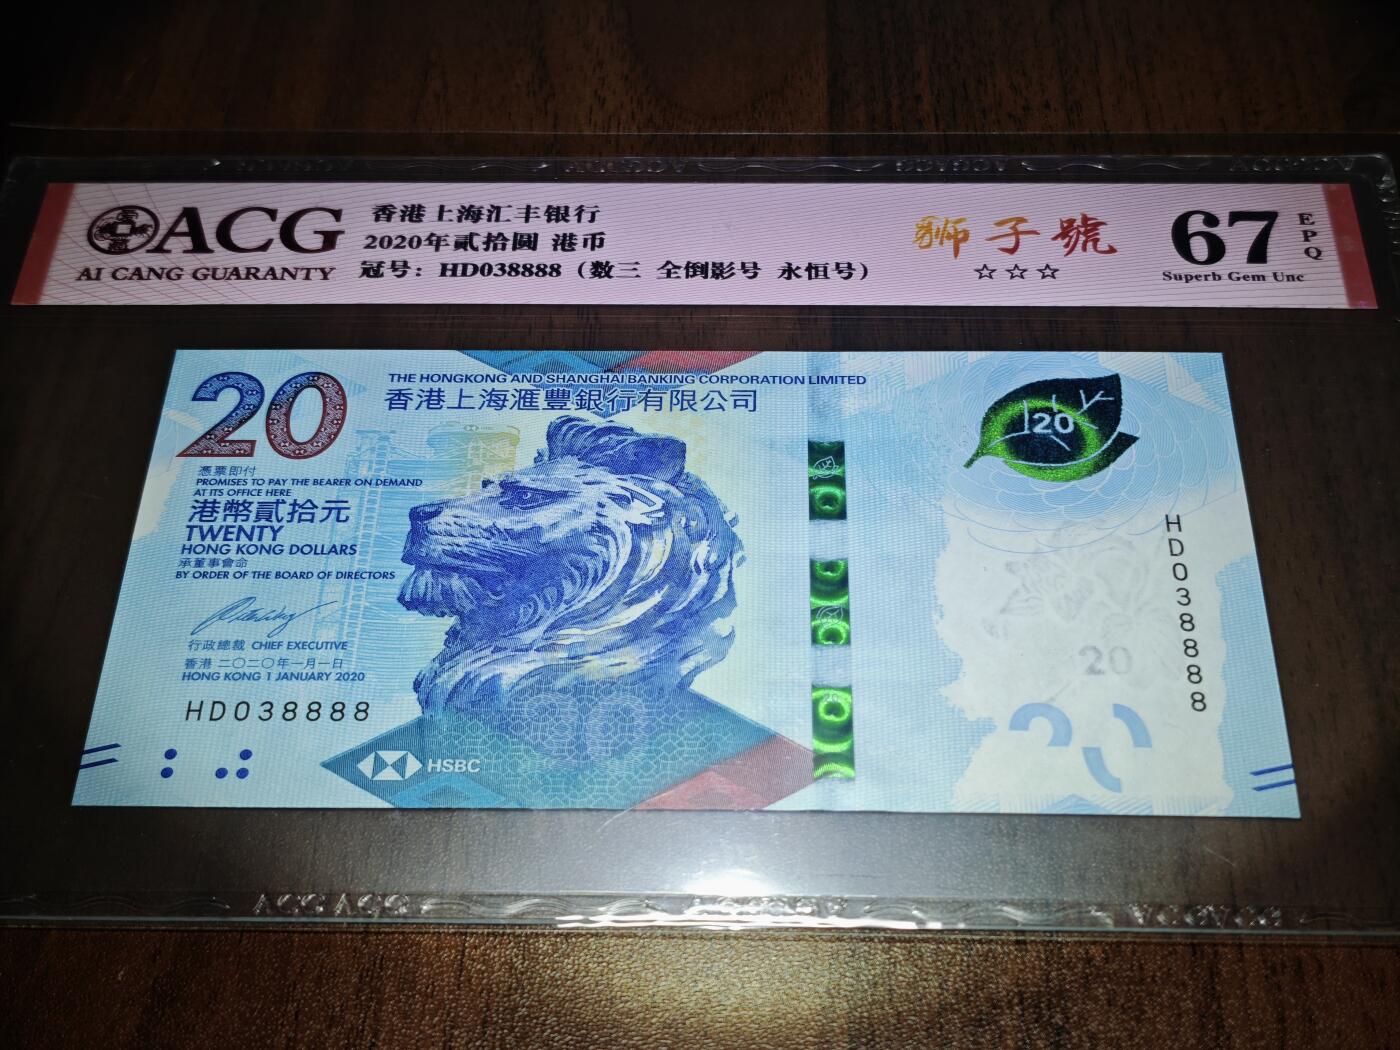 ACG
AI CANG GUARANTY
香港上海汇丰银行
2020年贰拾圆 港币
冠号：HD038888（数三 全倒影号 永恒号）
獅子號
☆☆☆
67
EPQ
Superb Gem Unc
20
THE HONGKONG AND SHANGHAI BANKING CORPORATION LIMITED
香港上海滙豐銀行有限公司
憑票即付
PROMISES TO PAY THE BEARER ON DEMAND
AT ITS OFFICE HERE
港幣貳拾元
TWENTY
HONG KONG DOLLARS
承董事會命
BY ORDER OF THE BOARD OF DIRECTORS
行政總裁 CHIEF EXECUTIVE
香港 二〇二〇年一月一日
HONG KONG 1 JANUARY 2020
HD038888
HSBC
20
HD038888
20
20
ACG ACG